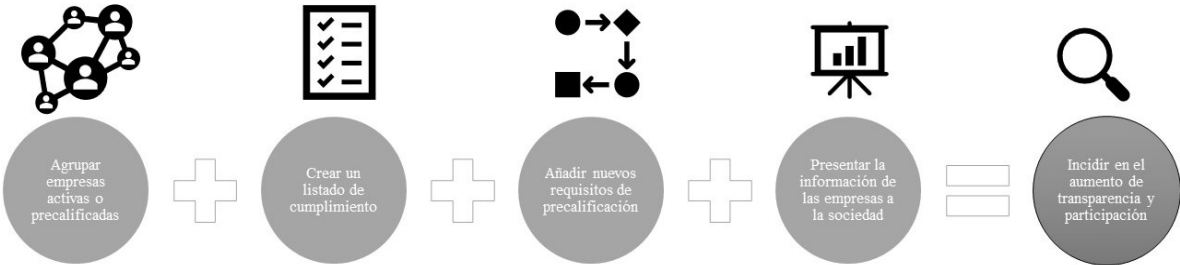 Agrupar
empresas
activas o
precalificadas
Crear un
listado de
cumplimiento
Añadir nuevos
requisitos de
precalificación
Presentar la
información de
las empresas a
la sociedad
Incidir en el
aumento de
transparencia y
participación